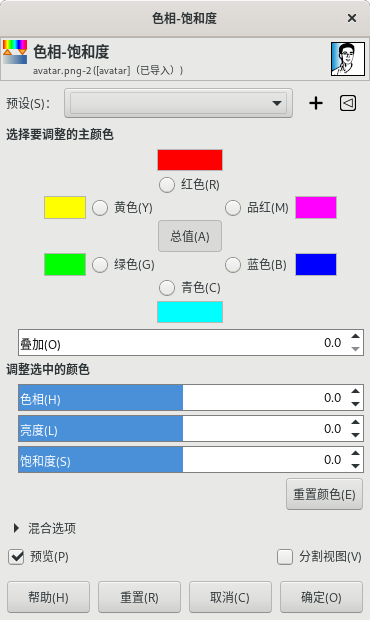 色相-饱和度
色相-饱和度
avatar.png-2 ([avatar]（已导入）)
预设(S)：
选择要调整的主颜色
红色(R)
黄色(Y)
品红(M)
总值(A)
绿色(G)
蓝色(B)
青色(C)
叠加(O) 0.0
调整选中的颜色
色相(H) 0.0
亮度(L) 0.0
饱和度(S) 0.0
重置颜色(E)
混合选项
预览(P) 分割视图(V)
帮助(H) 重置(R) 取消(C) 确定(O)